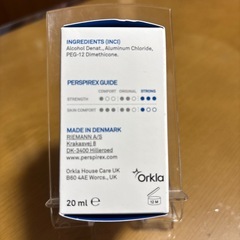 INGREDIENTS (INCI)
Alcohol Denat., Aluminum Chloride,
PEG-12 Dimethicone.
PERSPIREX GUIDE
COMFORT ORIGINAL STRONG
STRENGTH
SKIN COMFORT
MADE IN DENMARK
RIEMANN A/S
Krakasvej 8
DK-3400 Hilleroed
www.perspirex.com
Orkla House Care UK
B60 4AE Worcs., UK
Orkla
20 ml e
12 M